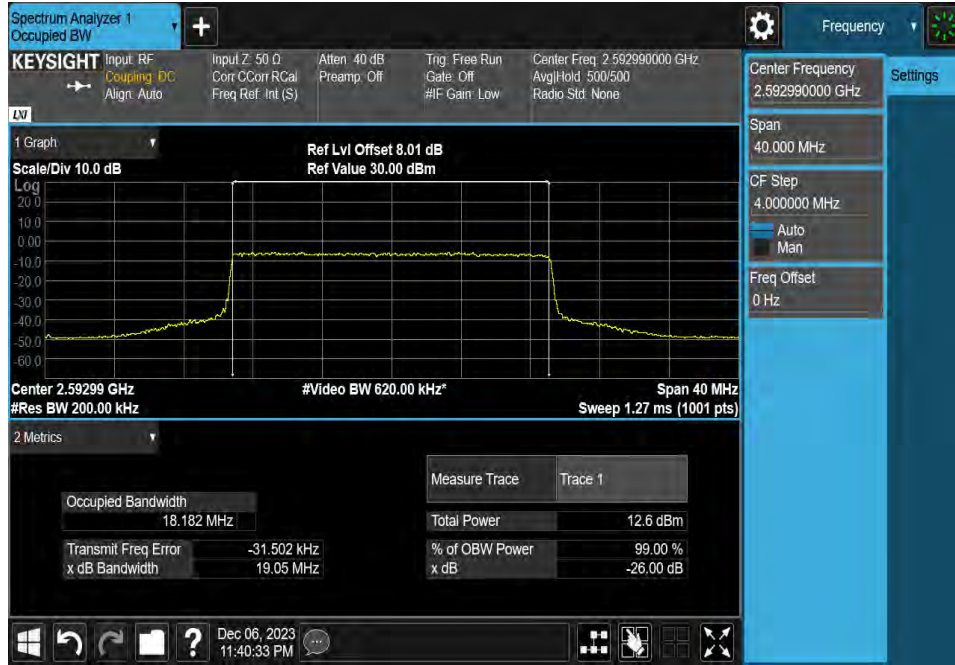 Spectrum Analyzer 1
Occupied BW
+
Frequency
KEYSIGHT
LXI
Input: RF
Coupling: DC
Align: Auto
Input Z: 50 Ω
Corr CCorr RCal
Freq Ref: Int (S)
Atten: 40 dB
Preamp: Off
Trig: Free Run
Gate: Off
#IF Gain: Low
Center Freq: 2.592990000 GHz
Avg|Hold: 500/500
Radio Std: None
Center Frequency
2.592990000 GHz
Settings
Span
40.000 MHz
CF Step
4.000000 MHz
Auto
Man
Freq Offset
0 Hz
1 Graph
Scale/Div 10.0 dB
Ref Lvl Offset 8.01 dB
Ref Value 30.00 dBm
Log
20.0
10.0
0.00
-10.0
-20.0
-30.0
-40.0
-50.0
-60.0
Center 2.59299 GHz
#Res BW 200.00 kHz
#Video BW 620.00 kHz*
Span 40 MHz
Sweep 1.27 ms (1001 pts)
2 Metrics
Measure Trace Trace 1
Occupied Bandwidth
18.182 MHz
Total Power 12.6 dBm
Transmit Freq Error -31.502 kHz
% of OBW Power 99.00 %
x dB Bandwidth 19.05 MHz
x dB -26.00 dB
?
Dec 06, 2023
11:40:33 PM